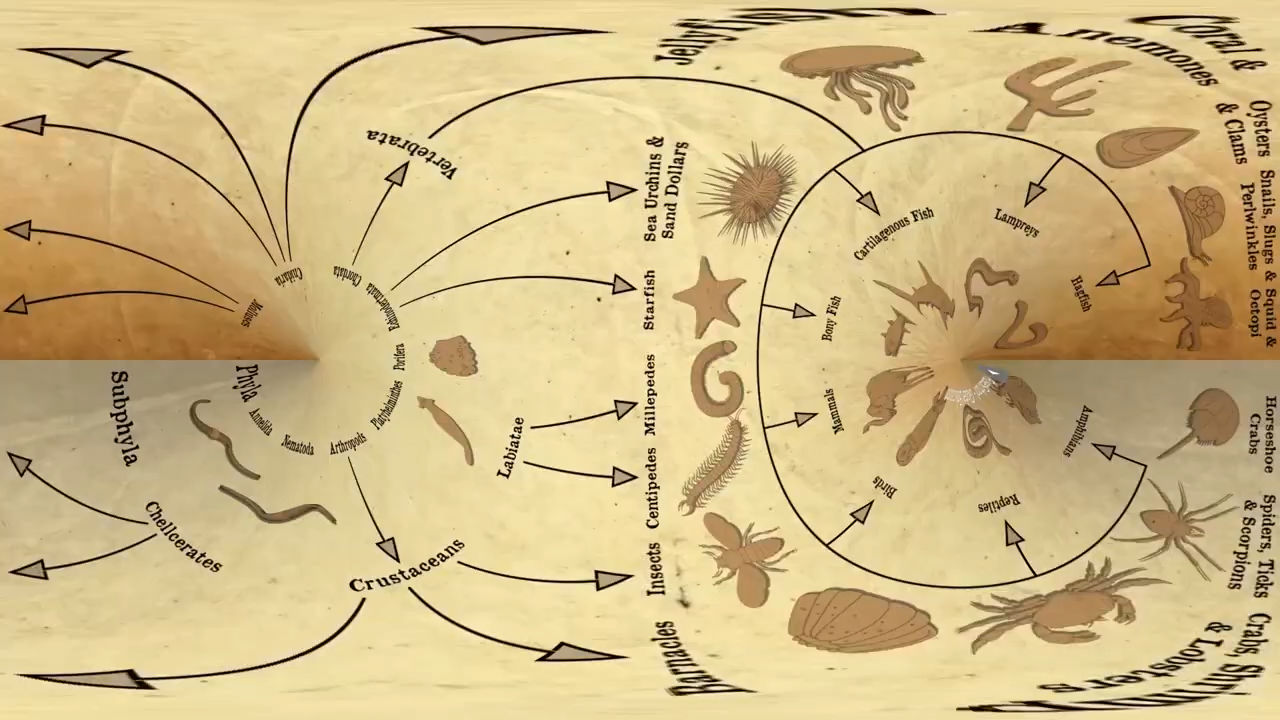 Jellyfishes
Coral &
Anemones
Oysters
& Clams
Snails, Slugs &
Periwinkles
Squid &
Octopi
Vertebrata
Sea Urchins &
Sand Dollars
Cartilagenous Fish
Lampreys
Hagfish
Cnidaria
Chordata
Echinodermata
Molluscs
Starfish
Bony Fish
Porifera
Phyla
Subphyla
Annelida
Nematoda
Arthropods
Platyhelminthes
Labiatae
Millepedes
Centipedes
Mammals
Birds
Reptiles
Amphibians
Horseshoe
Crabs
Chelicerates
Crustaceans
Insects
Spiders, Ticks
& Scorpions
Barnacles
Crabs, Shrimp
& Lobsters